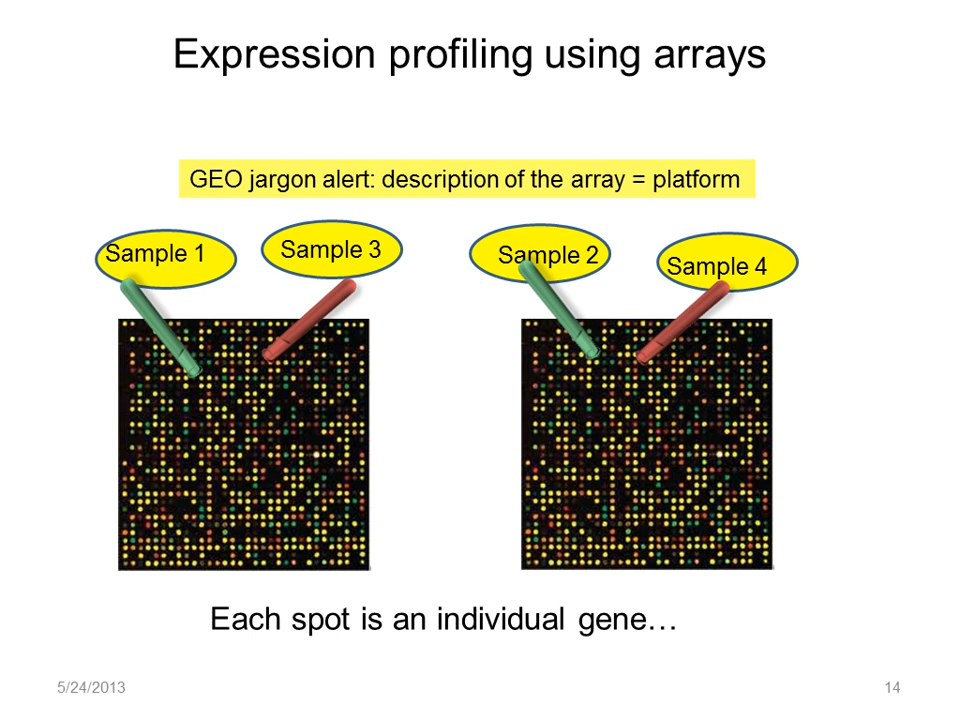 Expression profiling using arrays
GEO jargon alert: description of the array = platform
Sample 1
Sample 3
Sample 2
Sample 4
Each spot is an individual gene…
5/24/2013
14